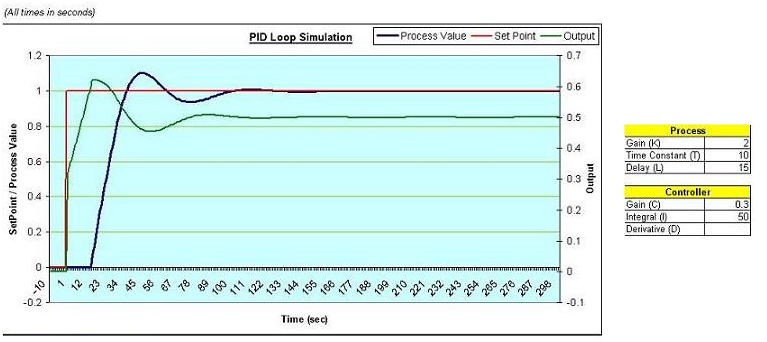 (All times in seconds)
PID Loop Simulation
Process Value Set Point Output
1.2
1
0.8
0.6
0.4
0.2
0
-0.2
SetPoint / Process Value
0.7
0.6
0.5
0.4
0.3
0.2
0.1
0
-0.1
Output
-10 1 12 23 34 45 56 67 78 89 100 111 122 133 144 155 166 177 188 199 210 221 232 243 254 265 276 287 298
Time (sec)
Process
Gain (K) 2
Time Constant (T) 10
Delay (L) 15
Controller
Gain (C) 0.3
Integral (I) 50
Derivative (D)